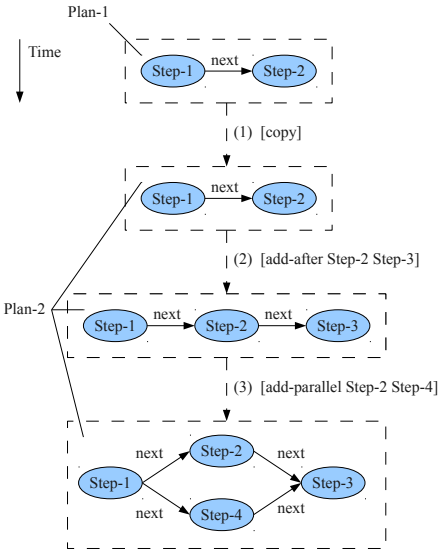 Plan-1
Time
next
Step-1 Step-2
(1) [copy]
next
Step-1 Step-2
(2) [add-after Step-2 Step-3]
Plan-2
next next
Step-1 Step-2 Step-3
(3) [add-parallel Step-2 Step-4]
Step-2
next next
Step-1 Step-3
next next
Step-4